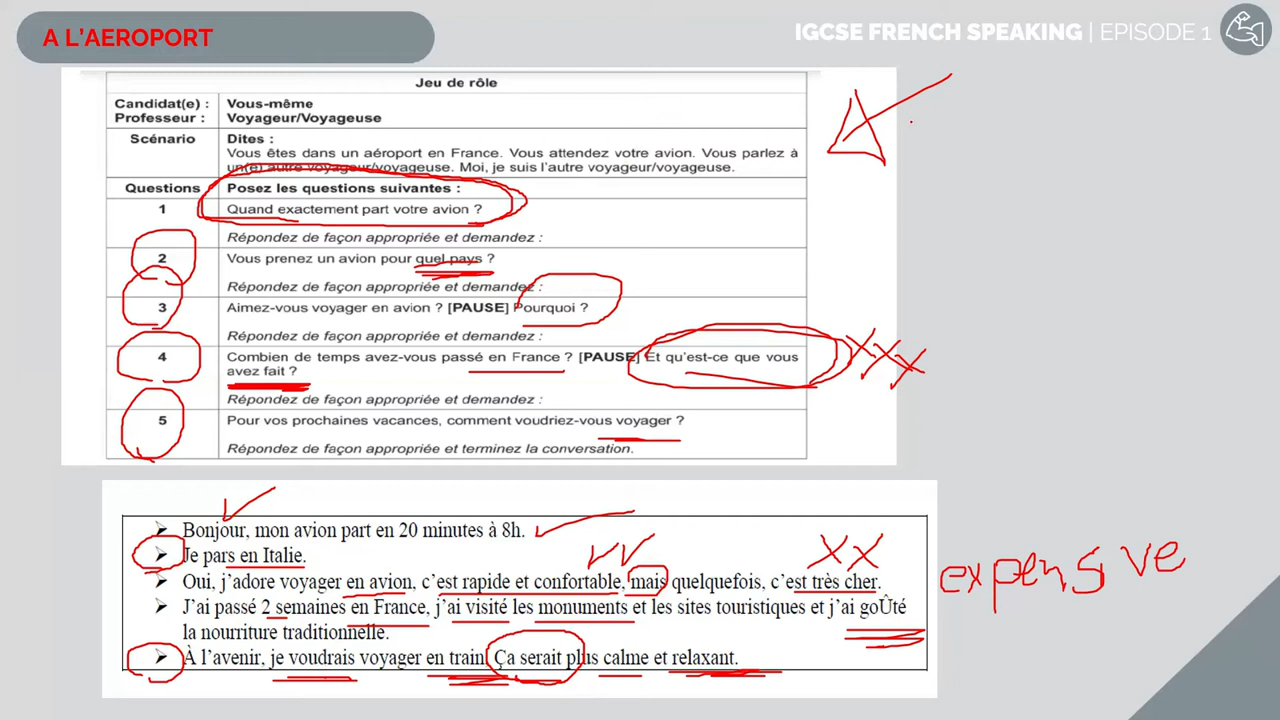 A L’AEROPORT
IGCSE FRENCH SPEAKING | EPISODE 1
Jeu de rôle
Candidat(e) : Vous-même
Professeur : Voyageur/Voyageuse
Scénario Dites :
Vous êtes dans un aéroport en France. Vous attendez votre avion. Vous parlez à
un(e) autre voyageur/voyageuse. Moi, je suis l’autre voyageur/voyageuse.
Questions Posez les questions suivantes :
1 Quand exactement part votre avion ?
Répondez de façon appropriée et demandez :
2 Vous prenez un avion pour quel pays ?
Répondez de façon appropriée et demandez :
3 Aimez-vous voyager en avion ? [PAUSE] Pourquoi ?
Répondez de façon appropriée et demandez :
4 Combien de temps avez-vous passé en France ? [PAUSE] Et qu’est-ce que vous
avez fait ?
Répondez de façon appropriée et demandez :
5 Pour vos prochaines vacances, comment voudriez-vous voyager ?
Répondez de façon appropriée et terminez la conversation.
➢ Bonjour, mon avion part en 20 minutes à 8h.
➢ Je pars en Italie.
➢ Oui, j’adore voyager en avion, c’est rapide et confortable, mais quelquefois, c’est très cher.
➢ J’ai passé 2 semaines en France, j’ai visité les monuments et les sites touristiques et j’ai goÛté
la nourriture traditionnelle.
➢ À l’avenir, je voudrais voyager en train. Ça serait plus calme et relaxant.
XXX
XX
expensive